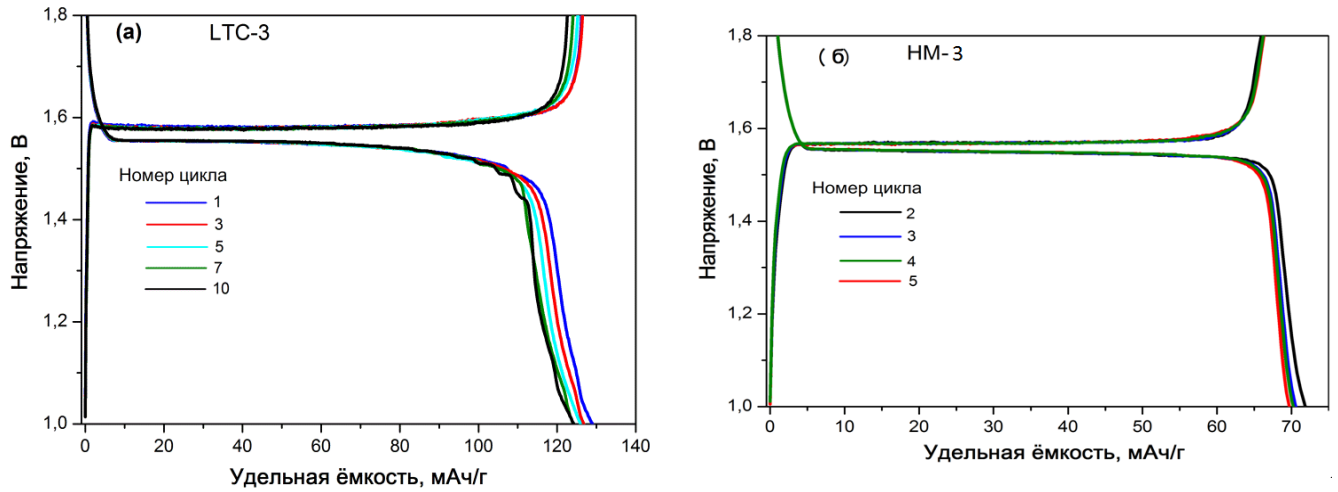 (а) LTC-3
1,8
1,6
1,4
1,2
1,0
Напряжение, В
Номер цикла
1
3
5
7
10
0 20 40 60 80 100 120 140
Удельная ёмкость, мАч/г
( б) НМ-3
1,8
1,6
1,4
1,2
1,0
Напряжение, В
Номер цикла
2
3
4
5
0 10 20 30 40 50 60 70
Удельная ёмкость, мАч/г